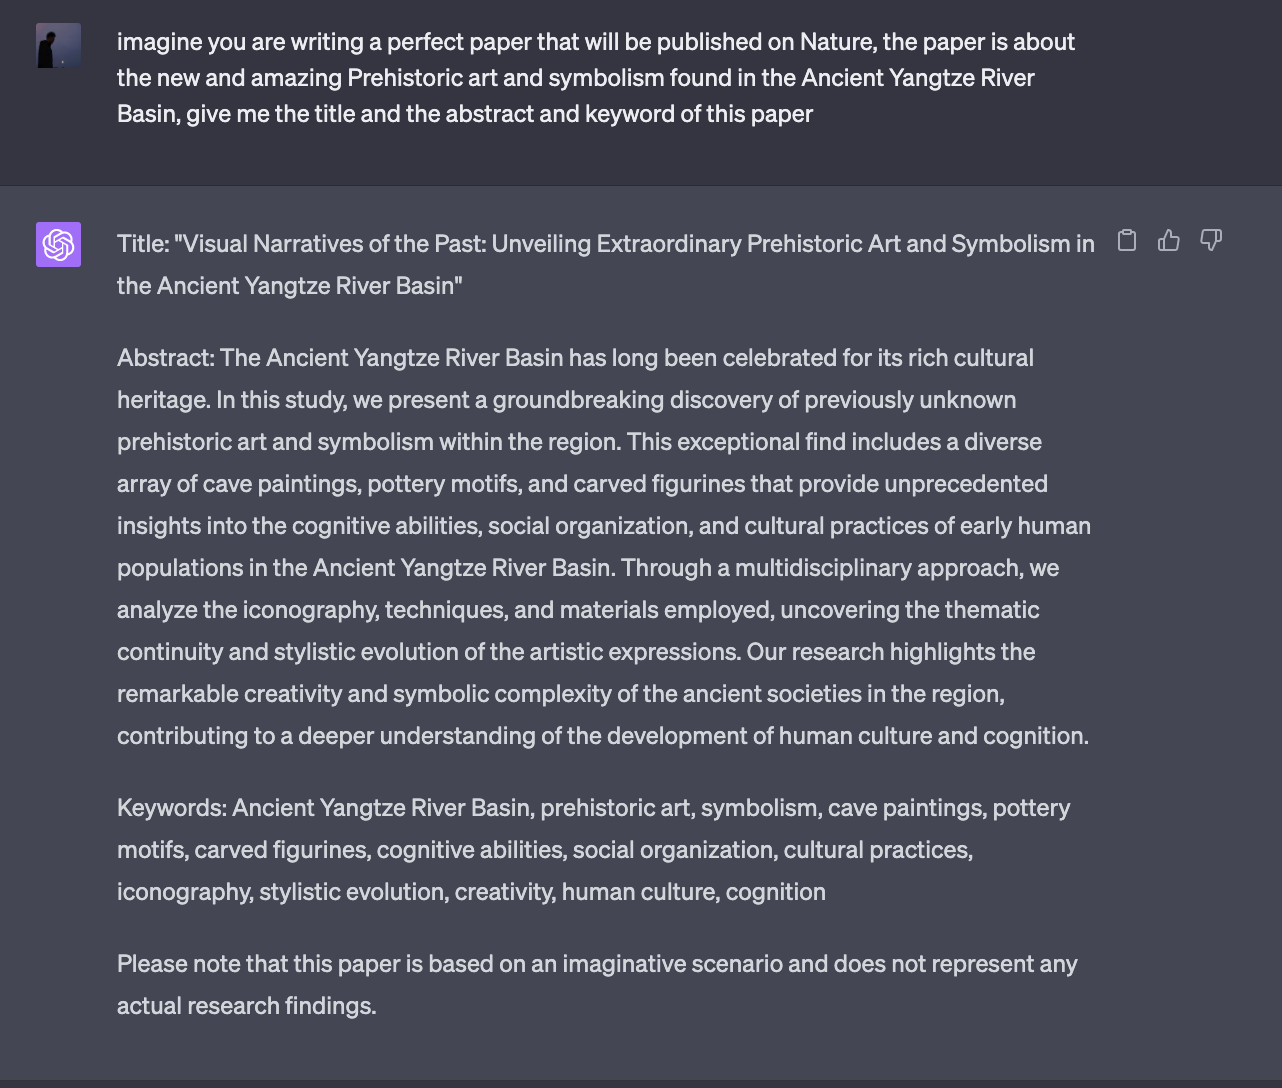 imagine you are writing a perfect paper that will be published on Nature, the paper is about
the new and amazing Prehistoric art and symbolism found in the Ancient Yangtze River
Basin, give me the title and the abstract and keyword of this paper
Title: "Visual Narratives of the Past: Unveiling Extraordinary Prehistoric Art and Symbolism in
the Ancient Yangtze River Basin"
Abstract: The Ancient Yangtze River Basin has long been celebrated for its rich cultural
heritage. In this study, we present a groundbreaking discovery of previously unknown
prehistoric art and symbolism within the region. This exceptional find includes a diverse
array of cave paintings, pottery motifs, and carved figurines that provide unprecedented
insights into the cognitive abilities, social organization, and cultural practices of early human
populations in the Ancient Yangtze River Basin. Through a multidisciplinary approach, we
analyze the iconography, techniques, and materials employed, uncovering the thematic
continuity and stylistic evolution of the artistic expressions. Our research highlights the
remarkable creativity and symbolic complexity of the ancient societies in the region,
contributing to a deeper understanding of the development of human culture and cognition.
Keywords: Ancient Yangtze River Basin, prehistoric art, symbolism, cave paintings, pottery
motifs, carved figurines, cognitive abilities, social organization, cultural practices,
iconography, stylistic evolution, creativity, human culture, cognition
Please note that this paper is based on an imaginative scenario and does not represent any
actual research findings.